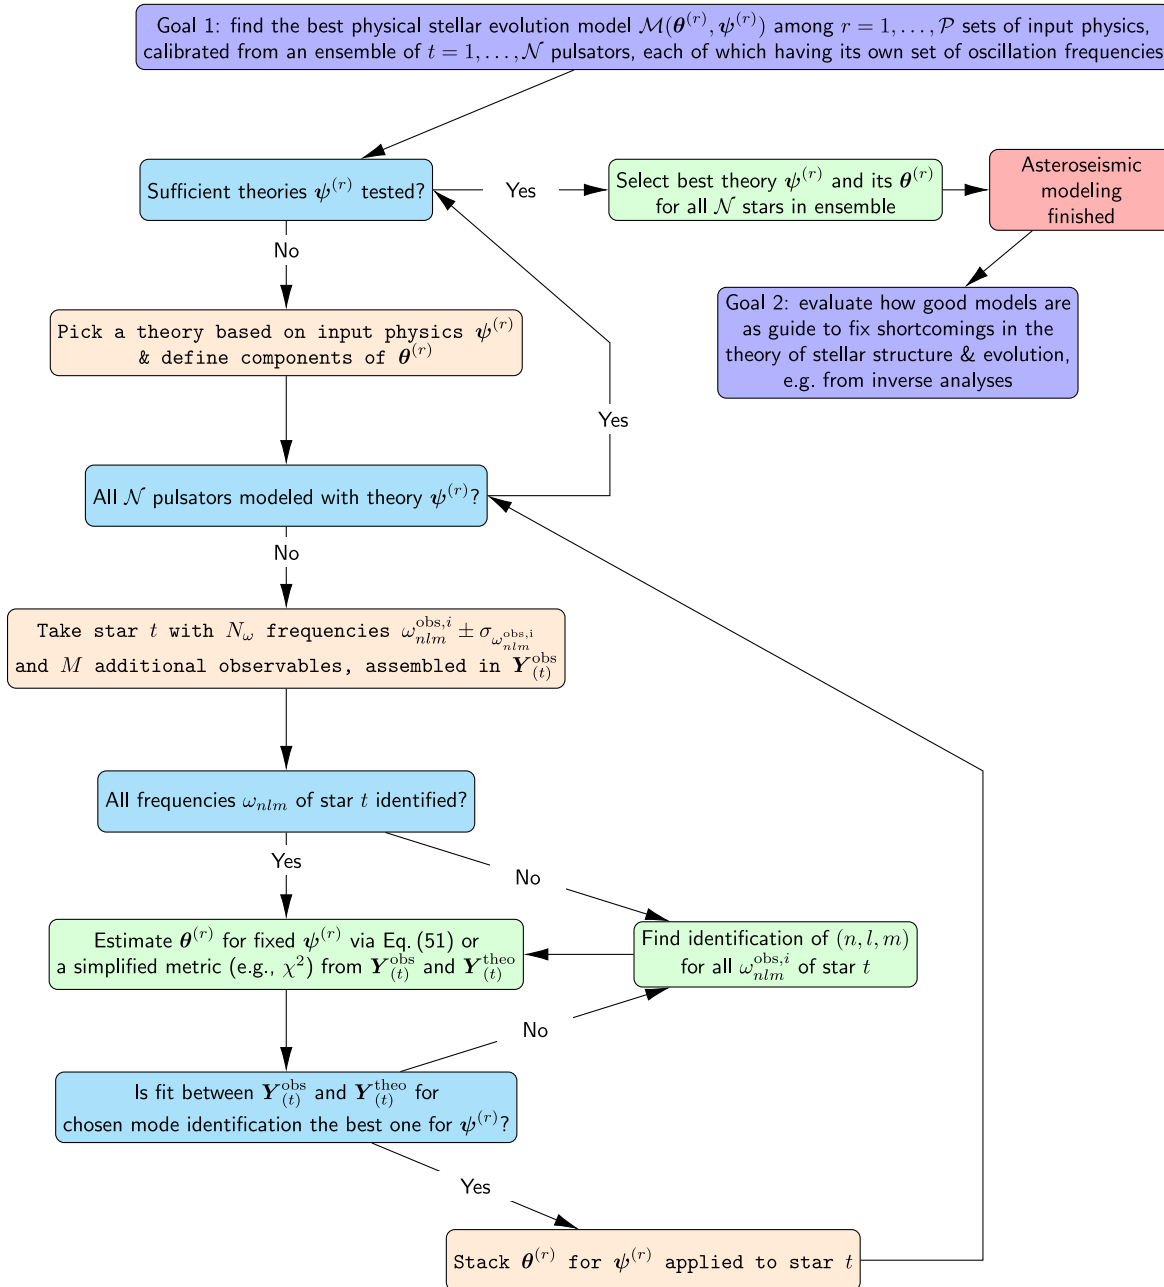 Goal 1: find the best physical stellar evolution model ℳ(𝜽^(r), 𝝍^(r)) among r = 1, . . . , 𝒫 sets of input physics,
calibrated from an ensemble of t = 1, . . . , 𝒩 pulsators, each of which having its own set of oscillation frequencies
Sufficient theories 𝝍^(r) tested?
Yes
Select best theory 𝝍^(r) and its 𝜽^(r)
for all 𝒩 stars in ensemble
Asteroseismic
modeling
finished
No
Goal 2: evaluate how good models are
as guide to fix shortcomings in the
theory of stellar structure & evolution,
e.g. from inverse analyses
Pick a theory based on input physics 𝝍^(r)
& define components of 𝜽^(r)
Yes
All 𝒩 pulsators modeled with theory 𝝍^(r)?
No
Take star t with N_ω frequencies ω_nlm^obs,i ± σ_ω_nlm^obs,i
and M additional observables, assembled in 𝒀_(t)^obs
All frequencies ω_nlm of star t identified?
Yes
No
Estimate 𝜽^(r) for fixed 𝝍^(r) via Eq. (51) or
a simplified metric (e.g., χ²) from 𝒀_(t)^obs and 𝒀_(t)^theo
Find identification of (n, l, m)
for all ω_nlm^obs,i of star t
No
Is fit between 𝒀_(t)^obs and 𝒀_(t)^theo for
chosen mode identification the best one for 𝝍^(r)?
Yes
Stack 𝜽^(r) for 𝝍^(r) applied to star t